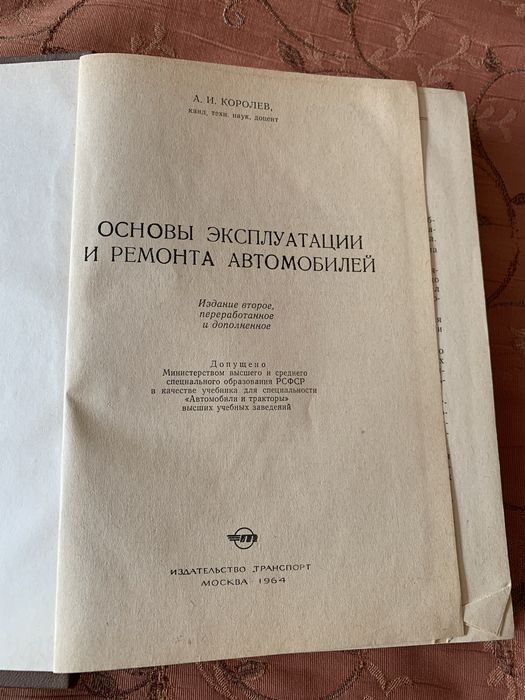 А. И. КОРОЛЕВ,
канд. техн. наук, доцент
ОСНОВЫ ЭКСПЛУАТАЦИИ
И РЕМОНТА АВТОМОБИЛЕЙ
Издание второе,
переработанное
и дополненное
Допущено
Министерством высшего и среднего
специального образования РСФСР
в качестве учебника для специальности
«Автомобили и тракторы»
высших учебных заведений
ИЗДАТЕЛЬСТВО „ТРАНСПОРТ
МОСКВА - 1964